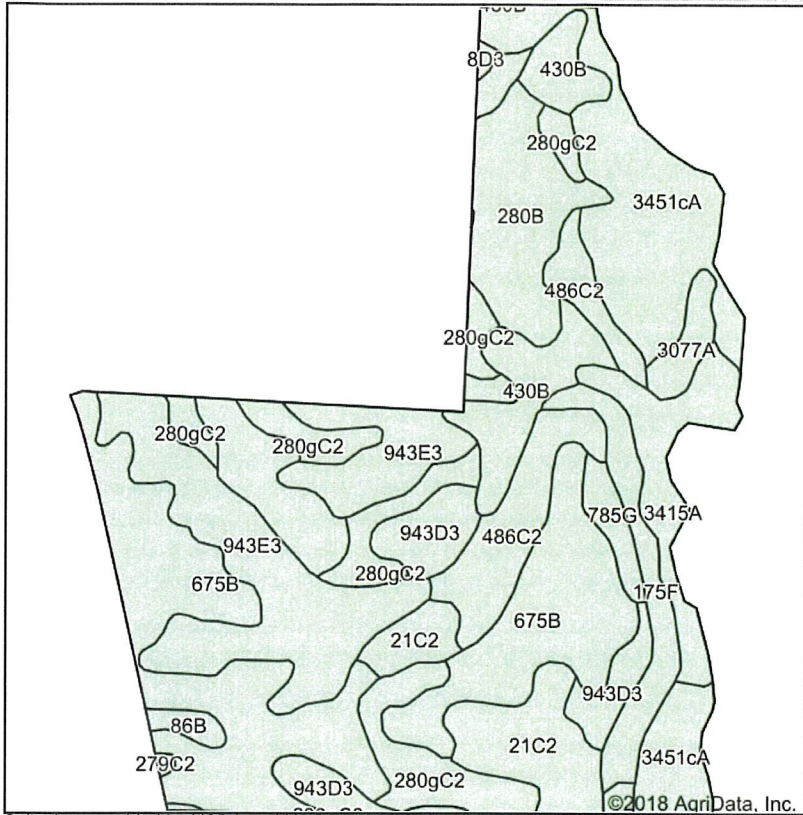 8D3
430B
280gC2
3451cA
280B
486C2
280gC2
3077A
430B
280gC2
280gC2
943E3
785G
3415A
943D3
486C2
943E3
280gC2
675B
175F
675B
21C2
943D3
86B
21C2
279C2
3451cA
943D3
280gC2
©2018 AgriData, Inc.